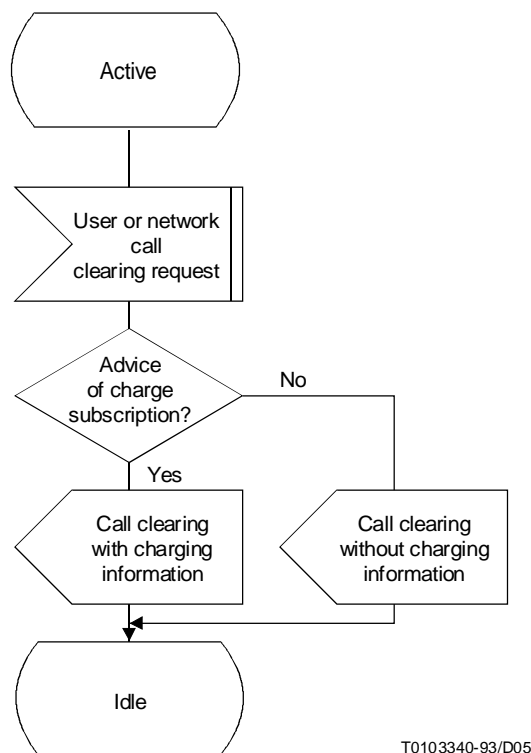 Active
User or network
call
clearing request
Advice
of charge
subscription?
No
Yes
Call clearing
with charging
information
Call clearing
without charging
information
Idle
T0103340-93/D05